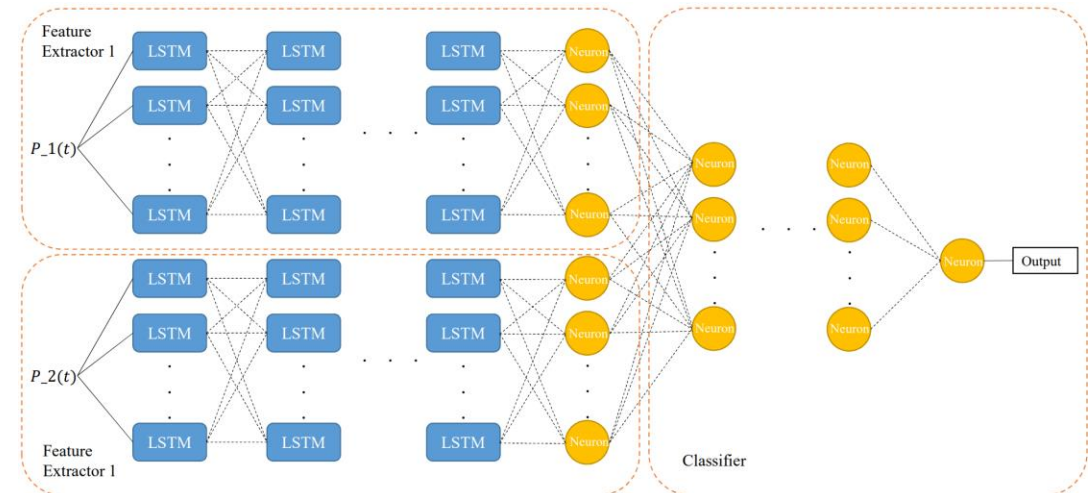 Feature
Extractor 1
LSTM LSTM LSTM Neuron
LSTM LSTM LSTM Neuron
P_1(t)
LSTM LSTM LSTM Neuron
Neuron Neuron
Neuron Neuron
Neuron Neuron
Neuron
Output
LSTM LSTM LSTM Neuron
LSTM LSTM LSTM Neuron
P_2(t)
LSTM LSTM LSTM Neuron
Feature
Extractor 1
Classifier